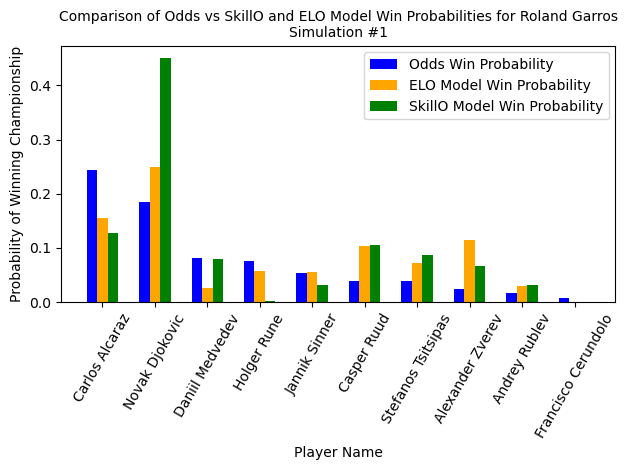 Comparison of Odds vs SkillO and ELO Model Win Probabilities for Roland Garros
Simulation #1
Odds Win Probability
ELO Model Win Probability
SkillO Model Win Probability
Probability of Winning Championship
0.4
0.3
0.2
0.1
0.0
Carlos Alcaraz
Novak Djokovic
Daniil Medvedev
Holger Rune
Jannik Sinner
Casper Ruud
Stefanos Tsitsipas
Alexander Zverev
Andrey Rublev
Francisco Cerundolo
Player Name